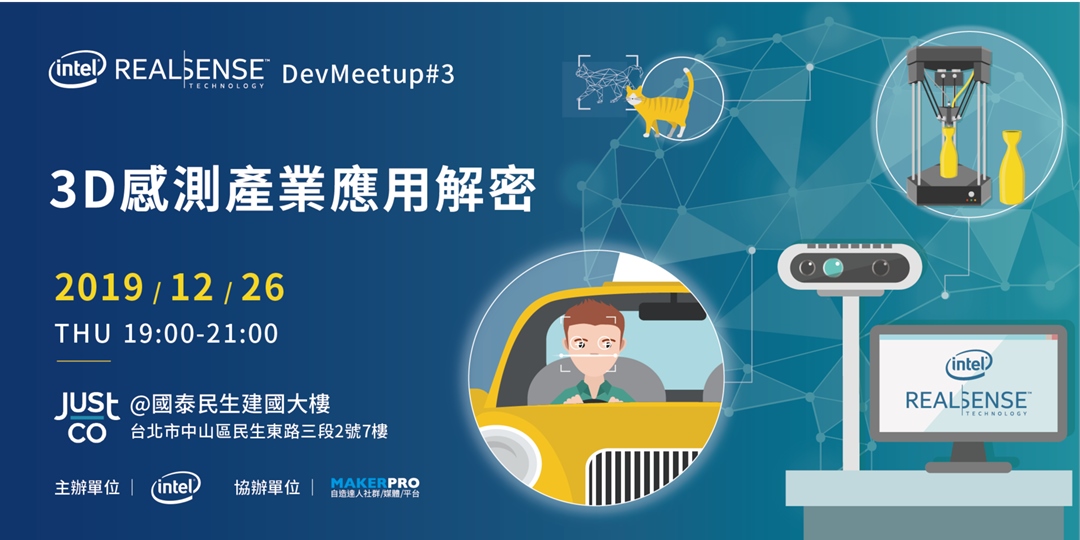 intel REALSENSE™ DevMeetup#3
TECHNOLOGY
3D感測產業應用解密
2019 / 12 / 26
THU 19:00-21:00
JUSt
CO
@國泰民生建國大樓
台北市中山區民生東路三段2號7樓
主辦單位 | intel 協辦單位 | MAKERPRO
自造達人社群/媒體/平台
intel
REALSENSE™
TECHNOLOGY